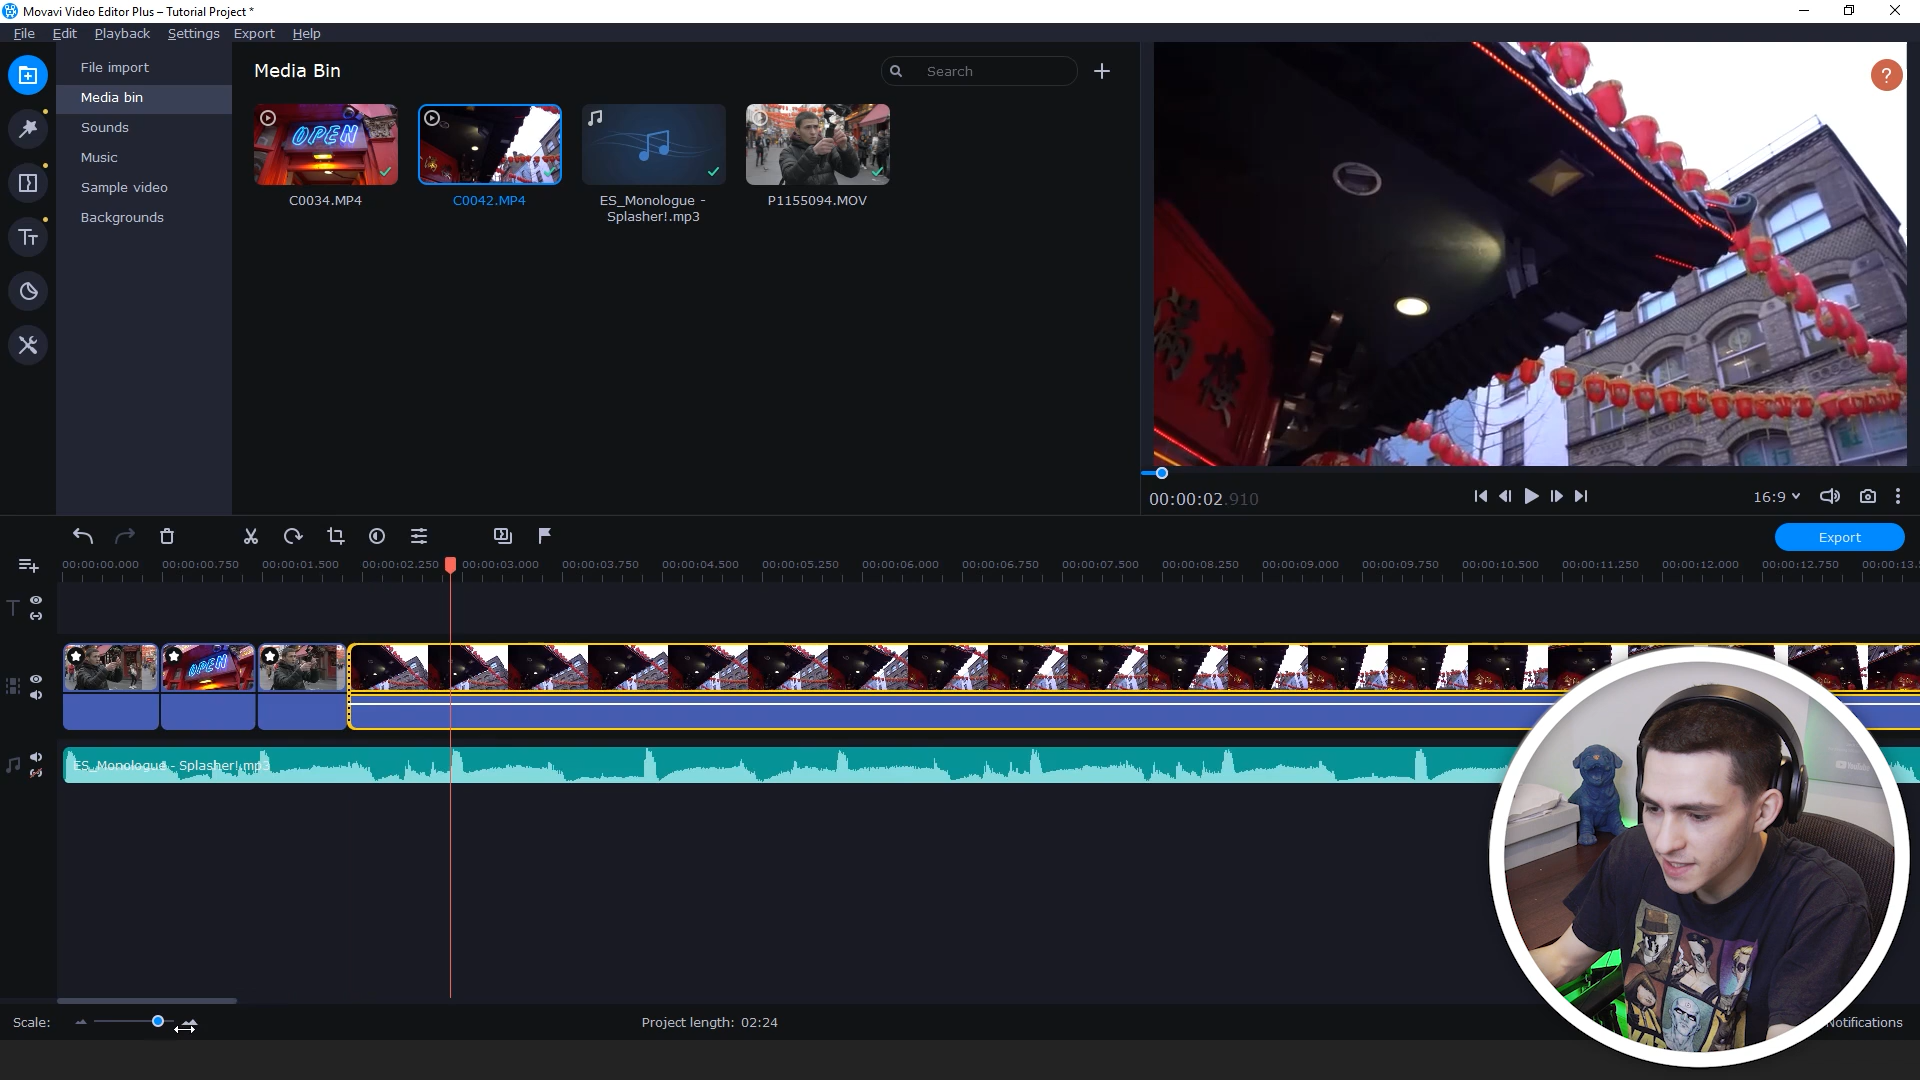 Movavi Video Editor Plus – Tutorial Project *
File Edit Playback Settings Export Help
File import
Media bin
Sounds
Music
Sample video
Backgrounds
Media Bin
Search
OPEN
C0034.MP4
C0042.MP4
ES_Monologue -
Splasher!.mp3
P1155094.MOV
?
00:00:02.910
16:9
Export
00:00:00.000 00:00:00.750 00:00:01.500 00:00:02.250 00:00:03.000 00:00:03.750 00:00:04.500 00:00:05.250 00:00:06.000 00:00:06.750 00:00:07.500 00:00:08.250 00:00:09.000 00:00:09.750 00:00:10.500 00:00:11.250 00:00:12.000 00:00:12.750 00:00:13.
OPEN
ES_Monologue - Splasher!.mp3
YouTube
Scale:
Project length: 02:24
Notifications